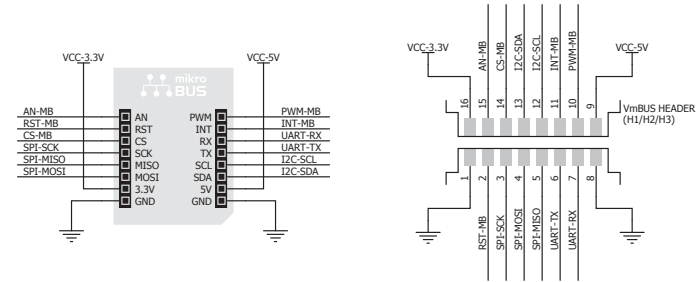 VCC-3.3V
VCC-5V
mikro
BUS
AN-MB
AN
PWM
PWM-MB
RST-MB
RST
INT
INT-MB
CS-MB
CS
RX
UART-RX
SPI-SCK
SCK
TX
UART-TX
SPI-MISO
MISO
SCL
I2C-SCL
SPI-MOSI
MOSI
SDA
I2C-SDA
3.3V
5V
GND
GND
VCC-3.3V
AN-MB
CS-MB
I2C-SDA
I2C-SCL
INT-MB
PWM-MB
VCC-5V
16
15
14
13
12
11
10
9
VmBUS HEADER
(H1/H2/H3)
1
2
3
4
5
6
7
8
RST-MB
SPI-SCK
SPI-MOSI
SPI-MISO
UART-TX
UART-RX